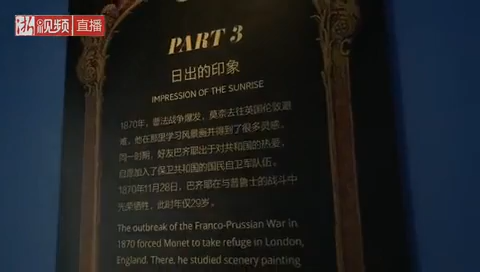 浙视频 直播
PART 3
日出的印象
IMPRESSION OF THE SUNRISE
1870年，普法战争爆发，莫奈去往英国伦敦避
难，他在那里学习风景画并得到了很多灵感。
同一时期，好友巴齐耶出于对共和国的热爱，
自愿加入了保卫共和国的国民自卫军队伍。
1870年11月28日，巴齐耶在与普鲁士的战斗中
光荣牺牲，此时年仅29岁。
The outbreak of the Franco-Prussian War in
1870 forced Monet to take refuge in London,
England. There, he studied scenery painting